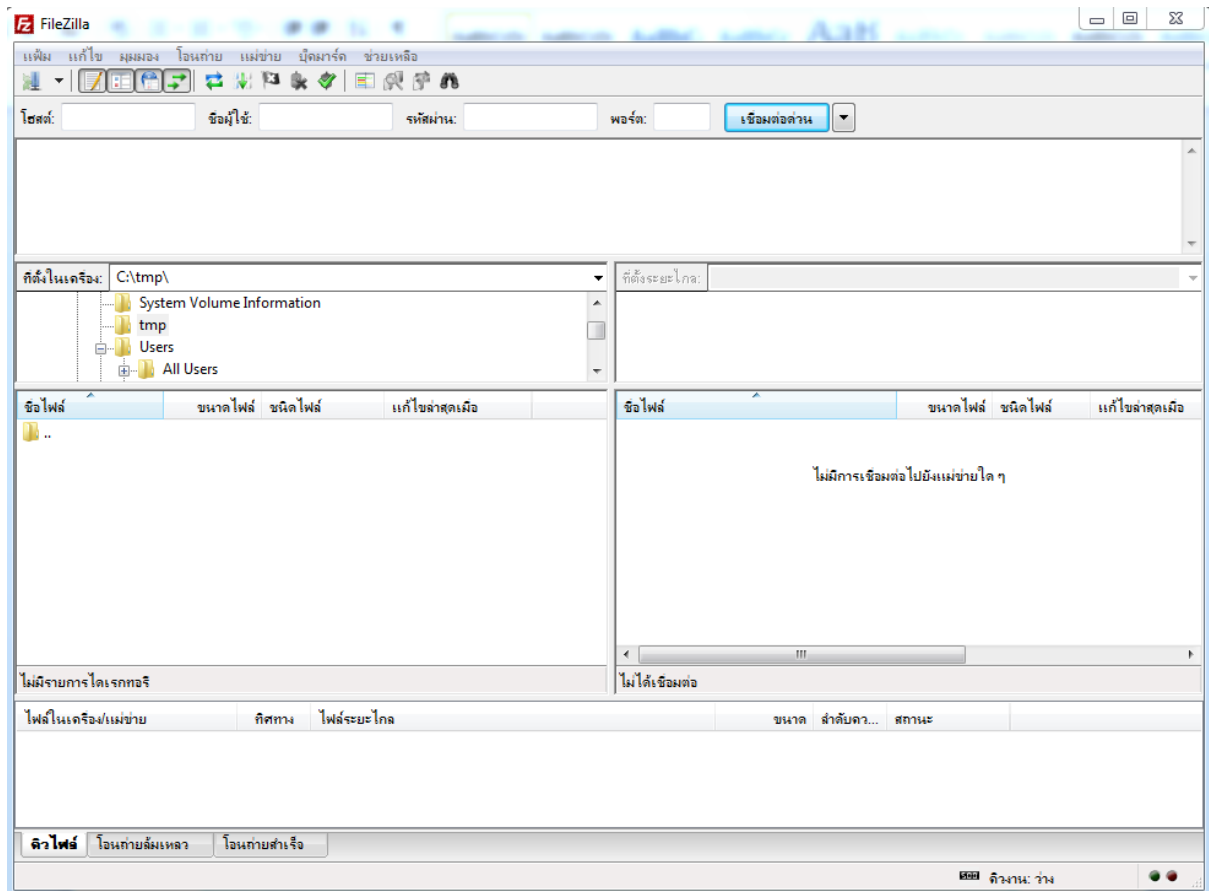 FileZilla
แฟ้ม แก้ไข มุมมอง โอนถ่าย แม่ข่าย บุ๊คมาร์ค ช่วยเหลือ
โฮสต์: ชื่อผู้ใช้: รหัสผ่าน: พอร์ต: เชื่อมต่อด่วน
ที่ตั้งในเครื่อง: C:\tmp\ ที่ตั้งระยะไกล:
System Volume Information
tmp
Users
All Users
ชื่อไฟล์ ขนาดไฟล์ ชนิดไฟล์ แก้ไขล่าสุดเมื่อ ชื่อไฟล์ ขนาดไฟล์ ชนิดไฟล์ แก้ไขล่าสุดเมื่อ
..
ไม่มีการเชื่อมต่อไปยังแม่ข่ายใด ๆ
ไม่มีรายการไดเรกทอรี ไม่ได้เชื่อมต่อ
ไฟล์ในเครื่อง/แม่ข่าย ทิศทาง ไฟล์ระยะไกล ขนาด ลำดับคว... สถานะ
คิวไฟล์ โอนถ่ายล้มเหลว โอนถ่ายสำเร็จ
คิวงาน: ว่าง